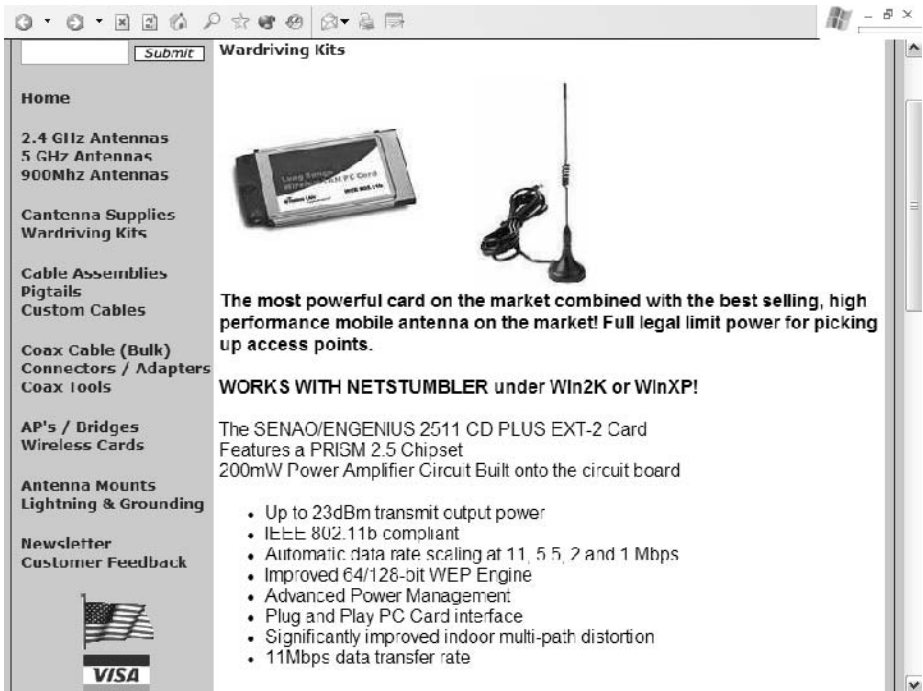 Submit
Home
2.4 GHz Antennas
5 GHz Antennas
900Mhz Antennas
Cantenna Supplies
Wardriving Kits
Cable Assemblies
Pigtails
Custom Cables
Coax Cable (Bulk)
Connectors / Adapters
Coax Tools
AP's / Bridges
Wireless Cards
Antenna Mounts
Lightning & Grounding
Newsletter
Customer Feedback
VISA
Wardriving Kits
Long Range
Wireless LAN PC Card
The most powerful card on the market combined with the best selling, high
performance mobile antenna on the market! Full legal limit power for picking
up access points.
WORKS WITH NETSTUMBLER under Win2K or WinXP!
The SENAO/ENGENIUS 2511 CD PLUS EXT-2 Card
Features a PRISM 2.5 Chipset
200mW Power Amplifier Circuit Built onto the circuit board
• Up to 23dBm transmit output power
• IEEE 802.11b compliant
• Automatic data rate scaling at 11, 5.5, 2 and 1 Mbps
• Improved 64/128-bit WEP Engine
• Advanced Power Management
• Plug and Play PC Card interface
• Significantly improved indoor multi-path distortion
• 11Mbps data transfer rate